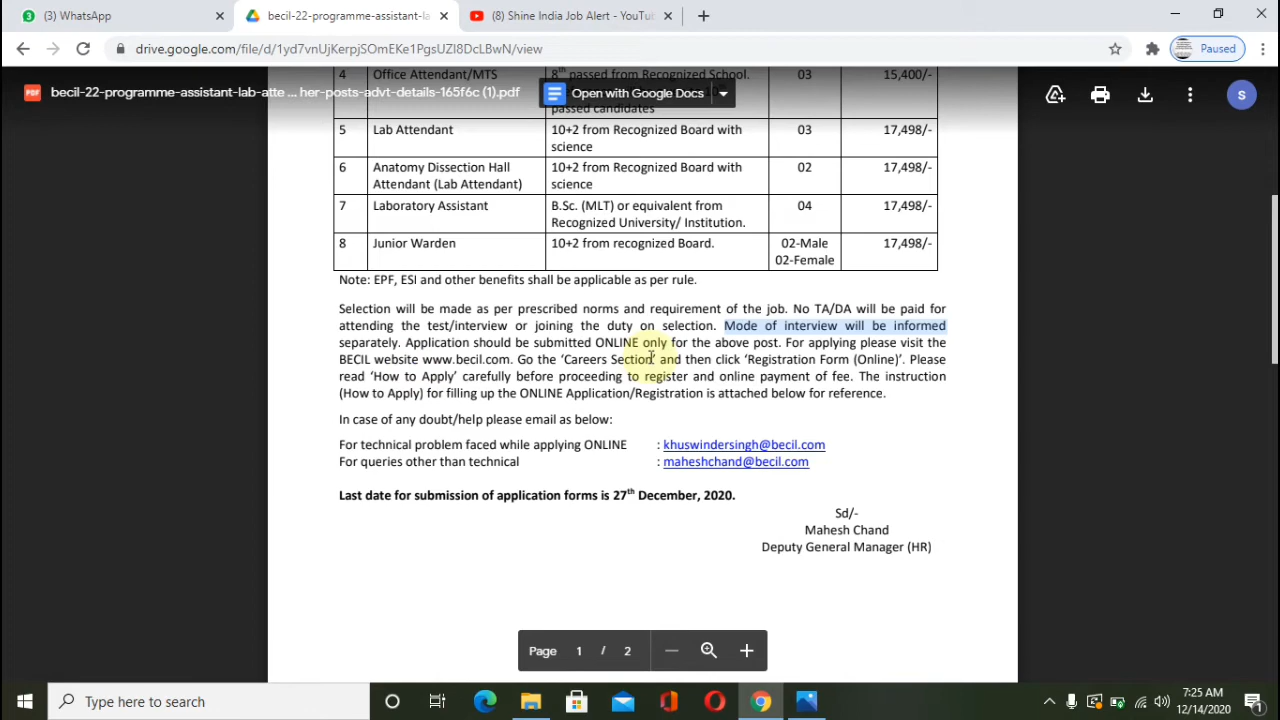 (3) WhatsApp
becil-22-programme-assistant-la
(8) Shine India Job Alert - YouTu
drive.google.com/file/d/1yd7vnUjKerpjSOmEKe1PgsUZI8DcLBwN/view
Paused
becil-22-programme-assistant-lab-atte ... her-posts-advt-details-165f6c (1).pdf
Open with Google Docs
S
4 Office Attendant/MTS 8th passed from Recognized School. 03 15,400/-
passed candidates
5 Lab Attendant 10+2 from Recognized Board with 03 17,498/-
science
6 Anatomy Dissection Hall 10+2 from Recognized Board with 02 17,498/-
Attendant (Lab Attendant) science
7 Laboratory Assistant B.Sc. (MLT) or equivalent from 04 17,498/-
Recognized University/ Institution.
8 Junior Warden 10+2 from recognized Board. 02-Male 17,498/-
02-Female
Note: EPF, ESI and other benefits shall be applicable as per rule.
Selection will be made as per prescribed norms and requirement of the job. No TA/DA will be paid for
attending the test/interview or joining the duty on selection. Mode of interview will be informed
separately. Application should be submitted ONLINE only for the above post. For applying please visit the
BECIL website www.becil.com. Go the ‘Careers Section’ and then click ‘Registration Form (Online)’. Please
read ‘How to Apply’ carefully before proceeding to register and online payment of fee. The instruction
(How to Apply) for filling up the ONLINE Application/Registration is attached below for reference.
In case of any doubt/help please email as below:
For technical problem faced while applying ONLINE : khuswindersingh@becil.com
For queries other than technical : maheshchand@becil.com
Last date for submission of application forms is 27th December, 2020.
Sd/-
Mahesh Chand
Deputy General Manager (HR)
Page 1 / 2
Type here to search
7:25 AM
12/14/2020